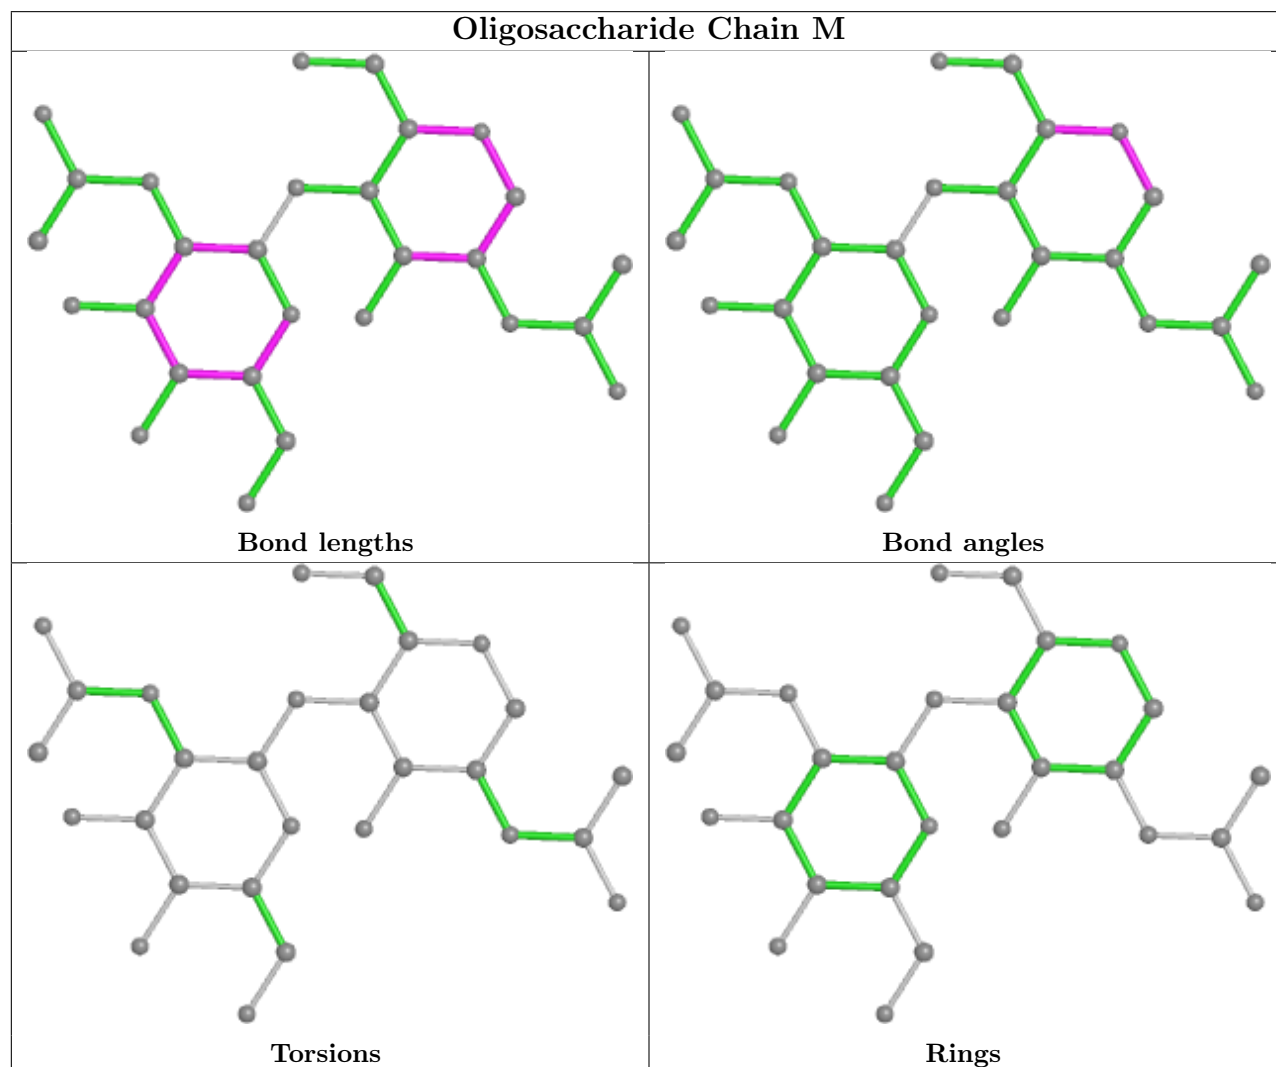 Oligosaccharide Chain M
Bond lengths
Bond angles
Torsions
Rings